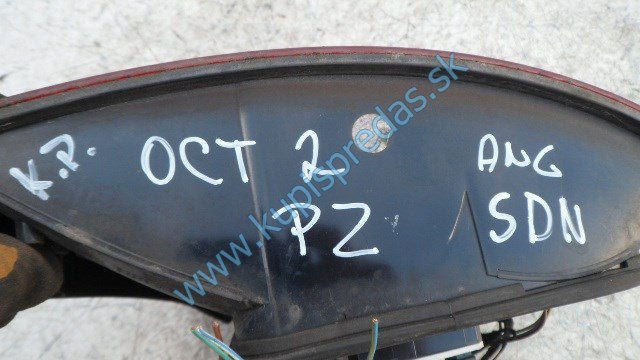 K.P. OCT 2 ANG
PZ SDN
www.kupispredas.sk